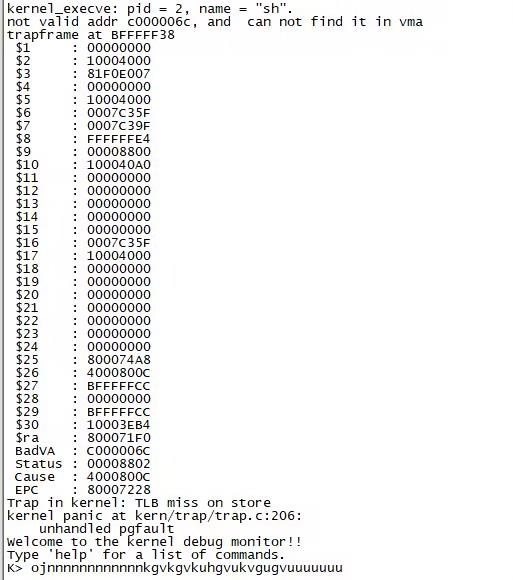 kernel_execve: pid = 2, name = "sh".
not valid addr c000006c, and  can not find it in vma
trapframe at BFFFFF38
 $1     : 00000000
 $2     : 10004000
 $3     : 81F0E007
 $4     : 00000000
 $5     : 10004000
 $6     : 0007C35F
 $7     : 0007C39F
 $8     : FFFFFFE4
 $9     : 00008800
 $10    : 100040A0
 $11    : 00000000
 $12    : 00000000
 $13    : 00000000
 $14    : 00000000
 $15    : 00000000
 $16    : 0007C35F
 $17    : 10004000
 $18    : 00000000
 $19    : 00000000
 $20    : 00000000
 $21    : 00000000
 $22    : 00000000
 $23    : 00000000
 $24    : 00000000
 $25    : 800074A8
 $26    : 4000800C
 $27    : BFFFFFCC
 $28    : 00000000
 $29    : BFFFFFCC
 $30    : 10003EB4
 $ra    : 800071F0
 BadVA  : C000006C
 Status : 00008802
 Cause  : 4000800C
 EPC    : 80007228
Trap in kernel: TLB miss on store
kernel panic at kern/trap/trap.c:206:
    unhandled pgfault
Welcome to the kernel debug monitor!!
Type 'help' for a list of commands.
K> ojnnnnnnnnnnnnkgvkgvkuhgvukvgugvuuuuuuu